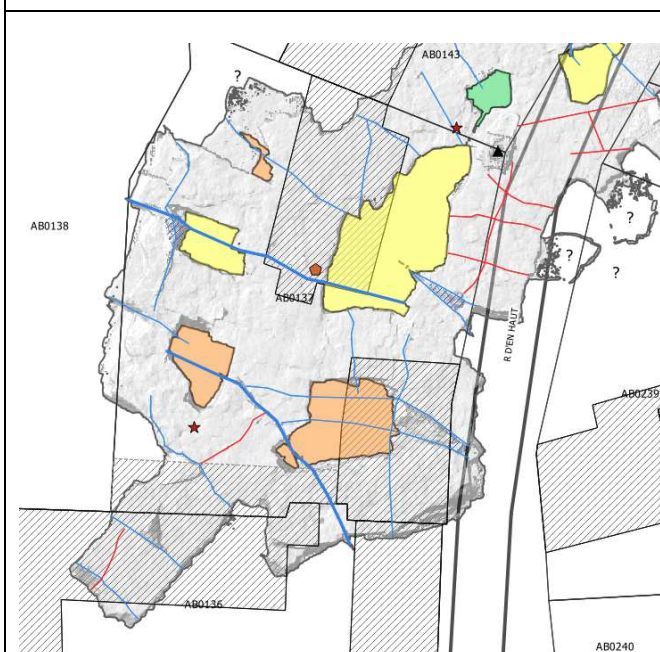 AB0143
?
?
AB0138
?
?
AB0137
R D'EN HAUT
AB0239
AB0136
AB0240